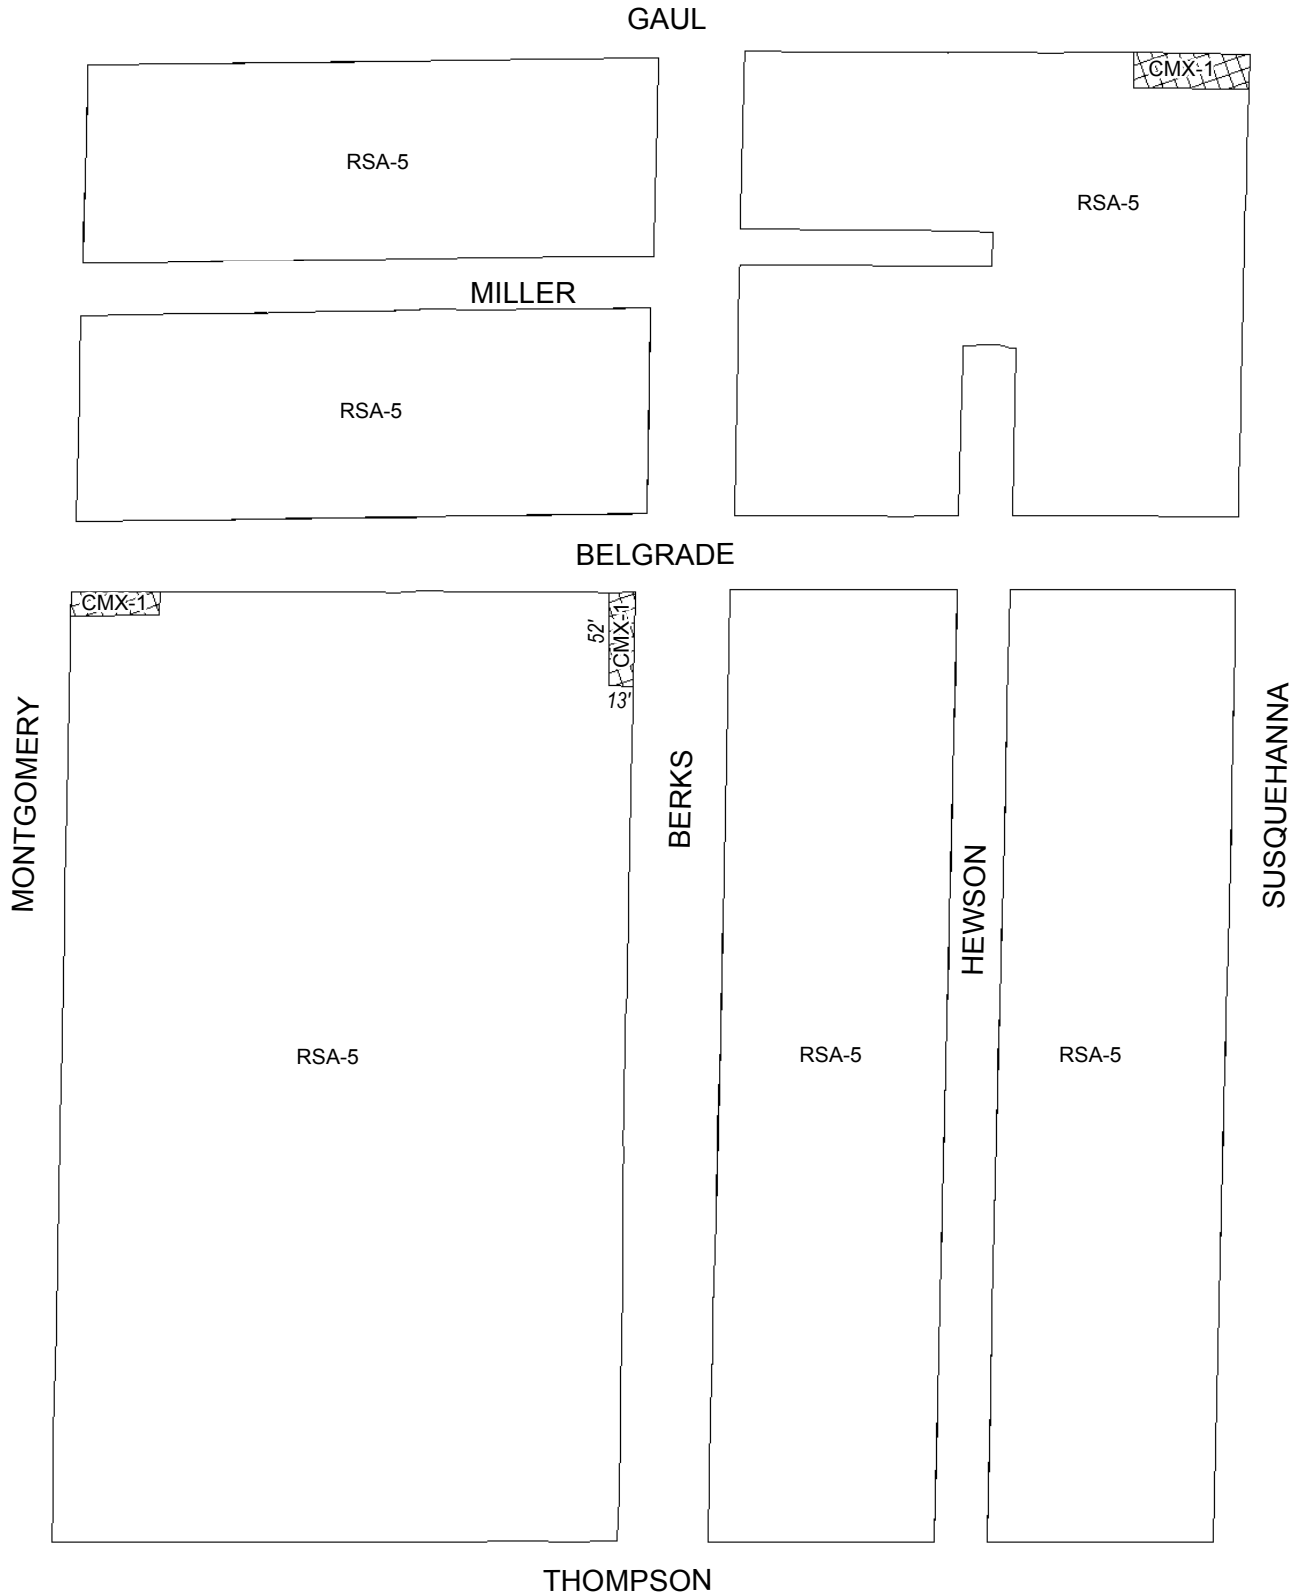 GAUL
CMX-1
RSA-5
RSA-5
MILLER
RSA-5
BELGRADE
CMX-1
CMX-1
52'
13'
MONTGOMERY
BERKS
HEWSON
SUSQUEHANNA
RSA-5
RSA-5
RSA-5
THOMPSON